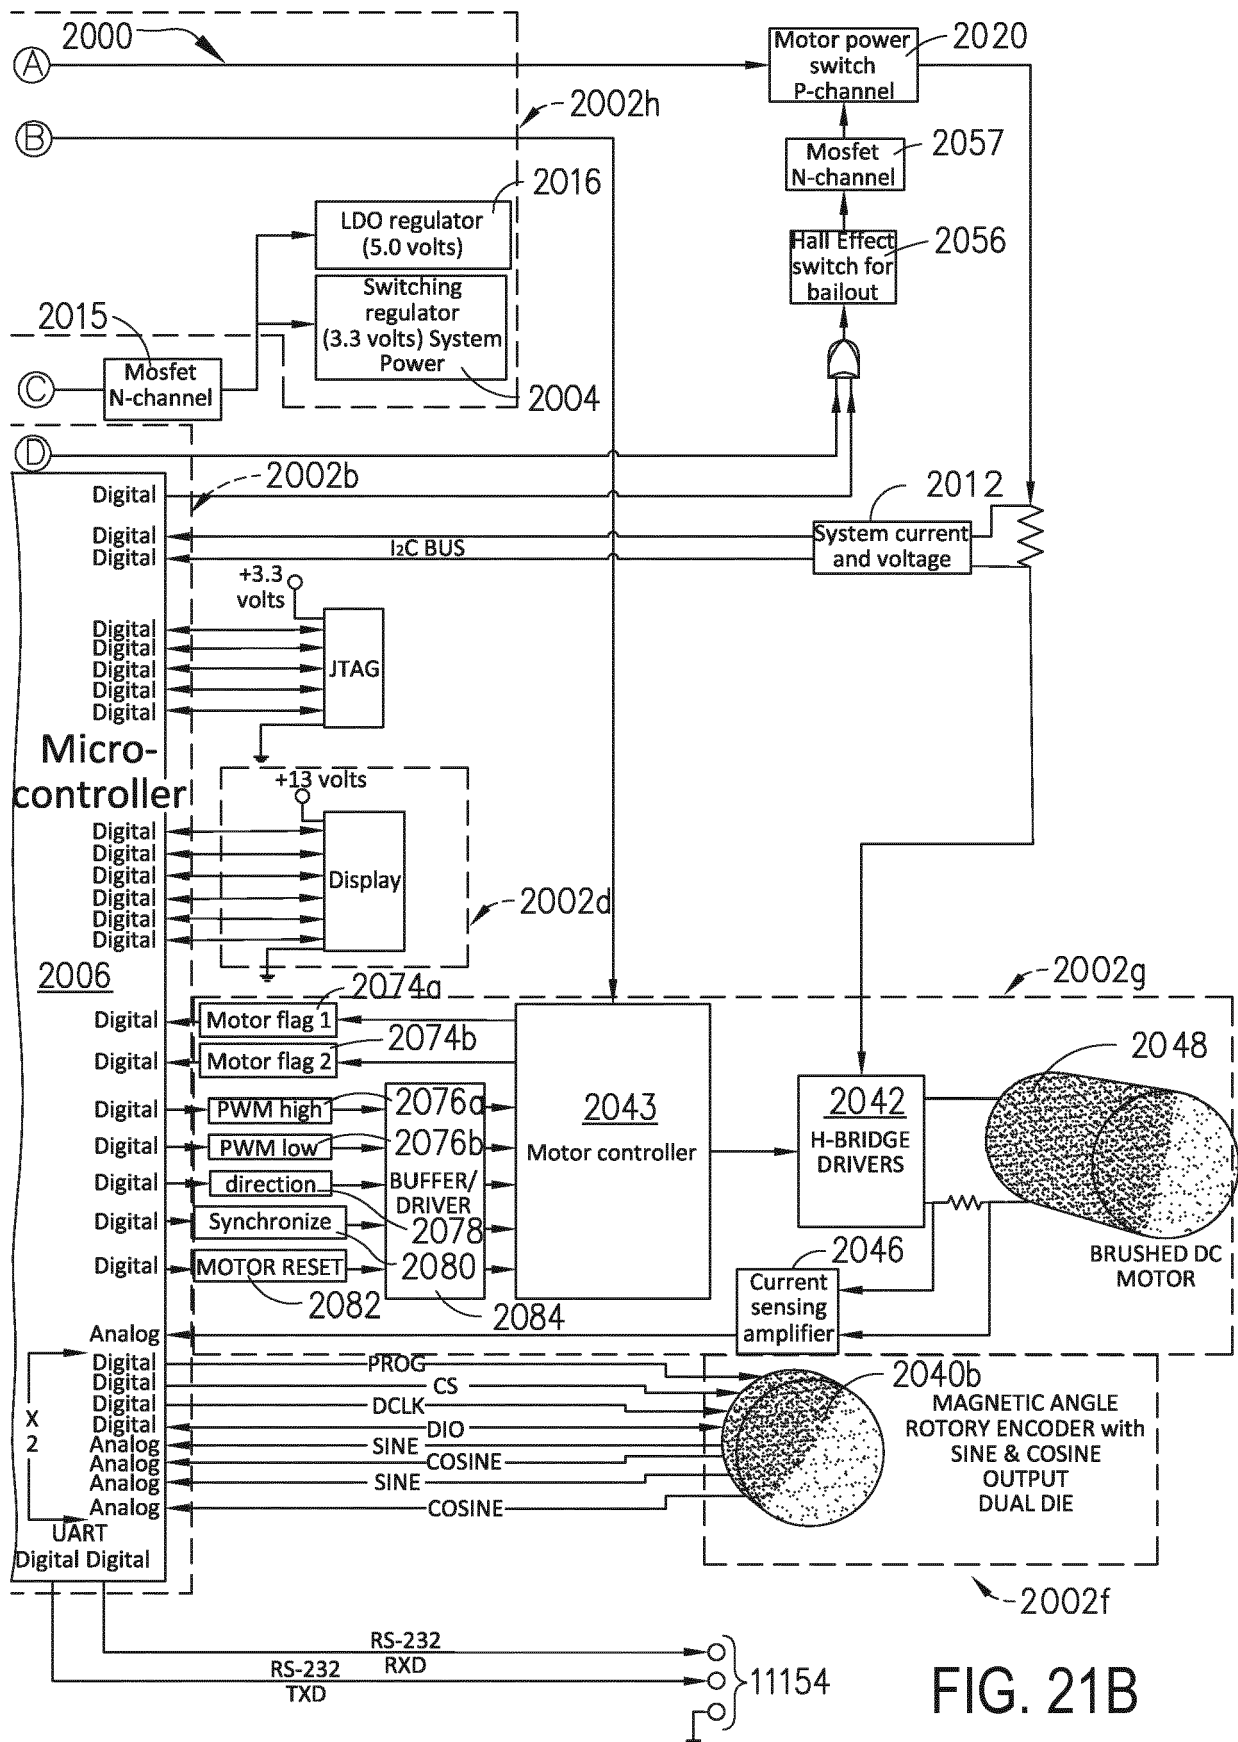 2000
A
Motor power
switch
P-channel
2020
2002h
B
Mosfet
N-channel
2057
2016
LDO regulator
(5.0 volts)
Hall Effect
switch for
bailout
2056
Switching
regulator
(3.3 volts) System
Power
2004
2015
Mosfet
N-channel
C
D
2002b
Digital
Digital
Digital
I2C BUS
2012
System current
and voltage
+3.3
volts
Digital
Digital
Digital
Digital
Digital
JTAG
Micro-
controller
+13 volts
Digital
Digital
Digital
Digital
Digital
Digital
Display
2002d
2006
2074a
2002g
Digital
Motor flag 1
2074b
Digital
Motor flag 2
2048
Digital
PWM high
2076a
2043
Motor controller
2042
H-BRIDGE
DRIVERS
Digital
PWM low
2076b
Digital
direction
BUFFER/
DRIVER
2078
Digital
Synchronize
2080
Digital
MOTOR RESET
2082
2084
2046
Current
sensing
amplifier
BRUSHED DC
MOTOR
Analog
Digital
PROG
Digital
CS
Digital
DCLK
Digital
DIO
Analog
SINE
Analog
COSINE
Analog
SINE
Analog
COSINE
X
2
2040b
MAGNETIC ANGLE
ROTORY ENCODER with
SINE & COSINE
OUTPUT
DUAL DIE
UART
Digital Digital
2002f
RS-232
RXD
RS-232
TXD
11154
FIG. 21B